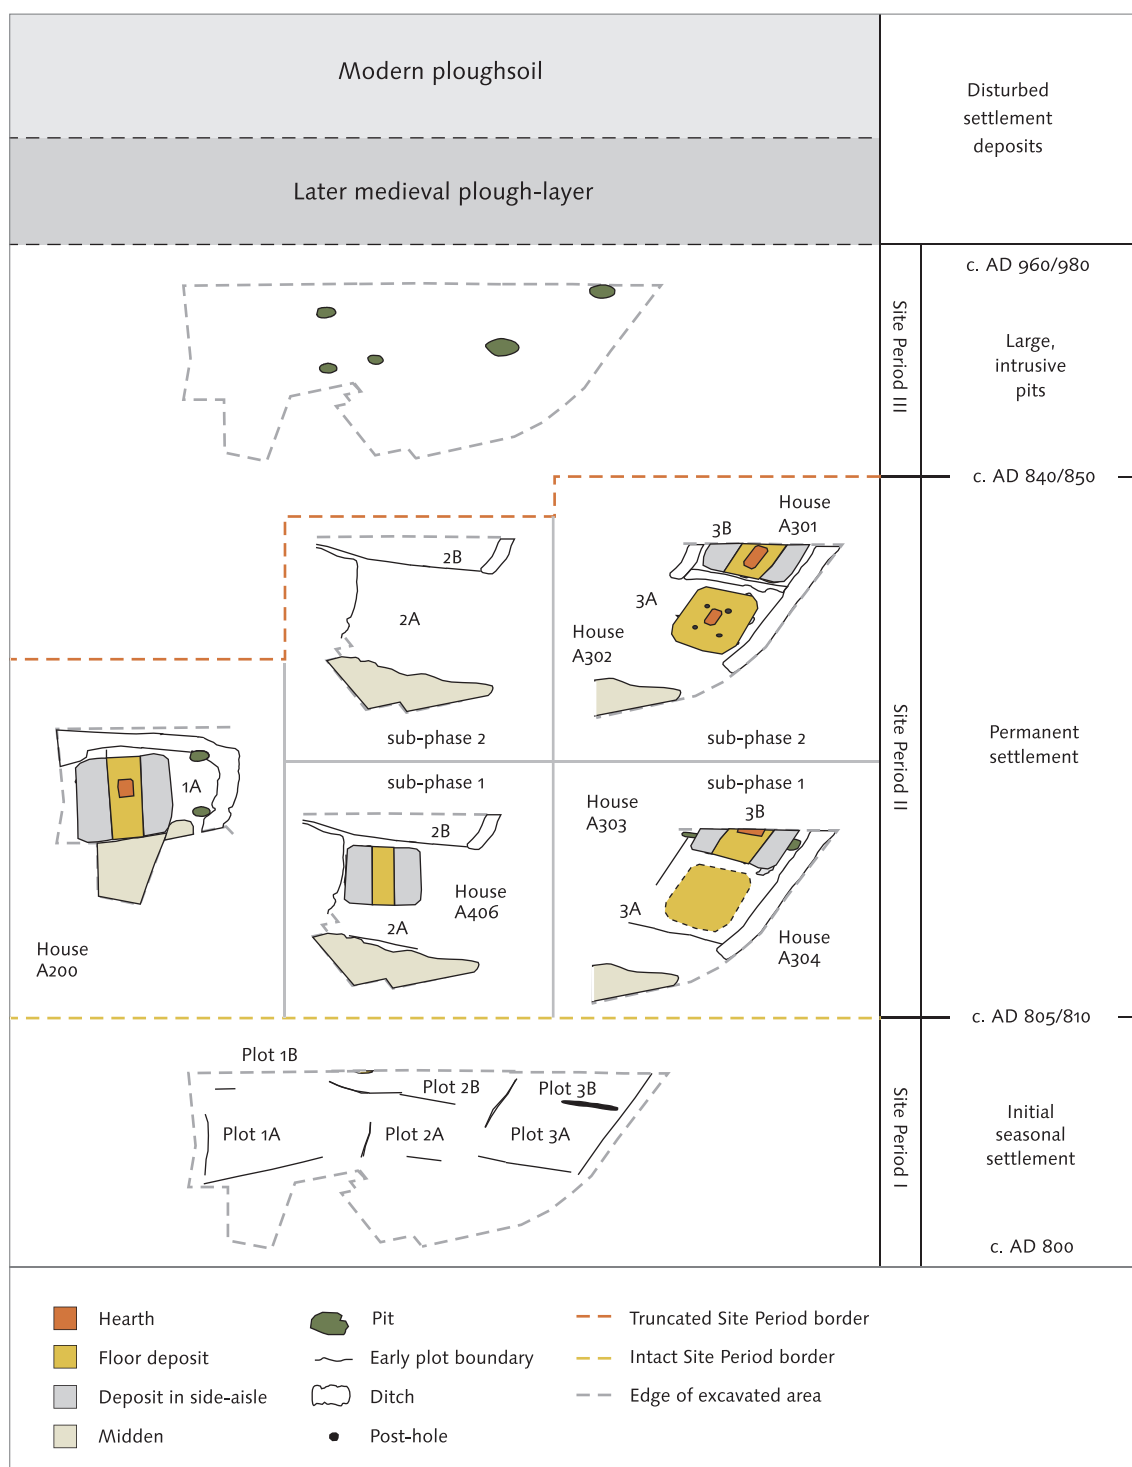 Modern ploughsoil
Later medieval plough-layer
Disturbed
settlement
deposits
c. AD 960/980
Site Period III
Large,
intrusive
pits
c. AD 840/850
2B
2A
sub-phase 2
House
A301
3B
3A
House
A302
sub-phase 2
1A
House
A200
sub-phase 1
2B
House
A406
2A
sub-phase 1
House
A303
3B
3A
House
A304
Site Period II
Permanent
settlement
c. AD 805/810
Plot 1B
Plot 2B
Plot 3B
Plot 1A
Plot 2A
Plot 3A
Site Period I
Initial
seasonal
settlement
c. AD 800
Hearth
Floor deposit
Deposit in side-aisle
Midden
Pit
Early plot boundary
Ditch
Post-hole
Truncated Site Period border
Intact Site Period border
Edge of excavated area